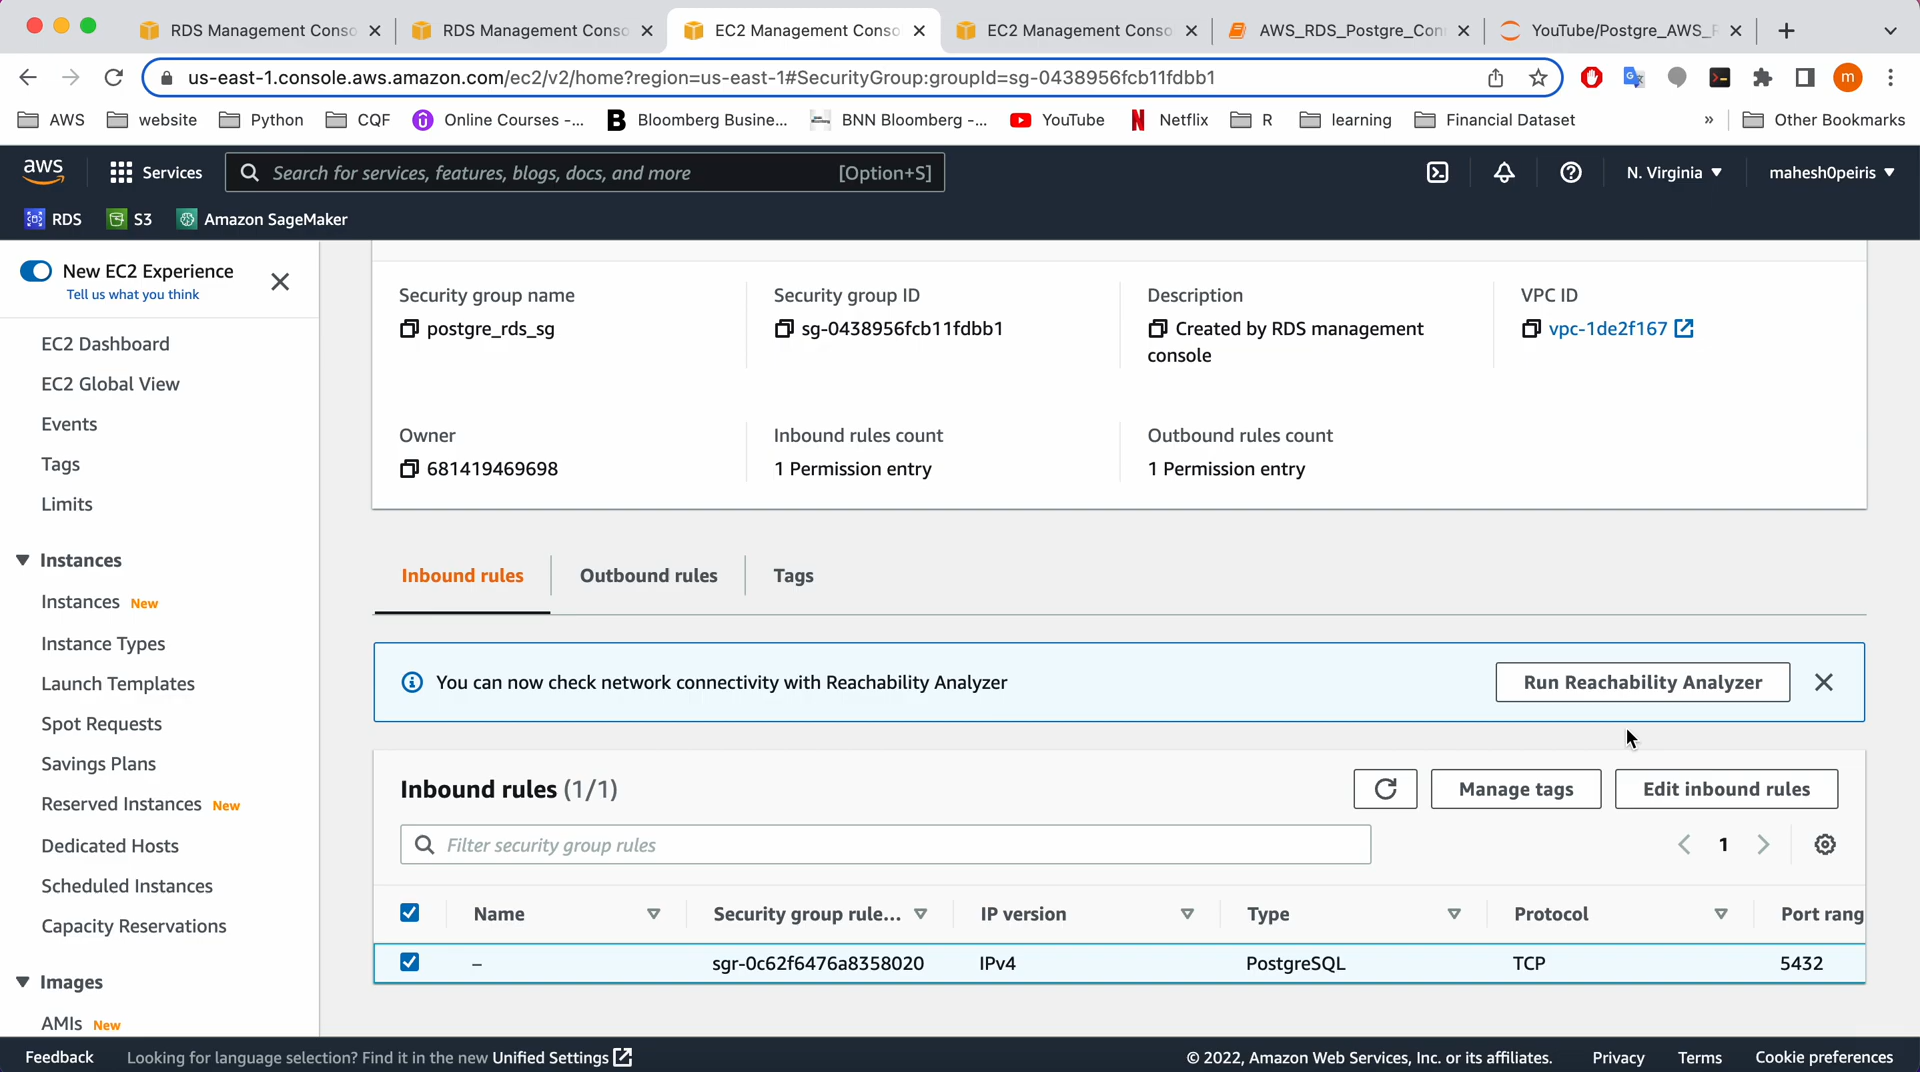 RDS Management Conso
RDS Management Conso
EC2 Management Conso
EC2 Management Conso
AWS_RDS_Postgre_Con
YouTube/Postgre_AWS_R
us-east-1.console.aws.amazon.com/ec2/v2/home?region=us-east-1#SecurityGroup:groupId=sg-0438956fcb11fdbb1
m
AWS
website
Python
CQF
Online Courses -...
Bloomberg Busine...
BNN Bloomberg -...
YouTube
Netflix
R
learning
Financial Dataset
»
Other Bookmarks
aws
Services
Search for services, features, blogs, docs, and more
[Option+S]
N. Virginia
mahesh0peiris
RDS
S3
Amazon SageMaker
New EC2 Experience
Tell us what you think
EC2 Dashboard
EC2 Global View
Events
Tags
Limits
Instances
Instances New
Instance Types
Launch Templates
Spot Requests
Savings Plans
Reserved Instances New
Dedicated Hosts
Scheduled Instances
Capacity Reservations
Images
AMIs New
Security group name
postgre_rds_sg
Security group ID
sg-0438956fcb11fdbb1
Description
Created by RDS management
console
VPC ID
vpc-1de2f167
Owner
681419469698
Inbound rules count
1 Permission entry
Outbound rules count
1 Permission entry
Inbound rules
Outbound rules
Tags
You can now check network connectivity with Reachability Analyzer
Run Reachability Analyzer
Inbound rules (1/1)
Manage tags
Edit inbound rules
Filter security group rules
1
Name
Security group rule...
IP version
Type
Protocol
Port rang
–
sgr-0c62f6476a8358020
IPv4
PostgreSQL
TCP
5432
Feedback
Looking for language selection? Find it in the new Unified Settings
© 2022, Amazon Web Services, Inc. or its affiliates.
Privacy
Terms
Cookie preferences